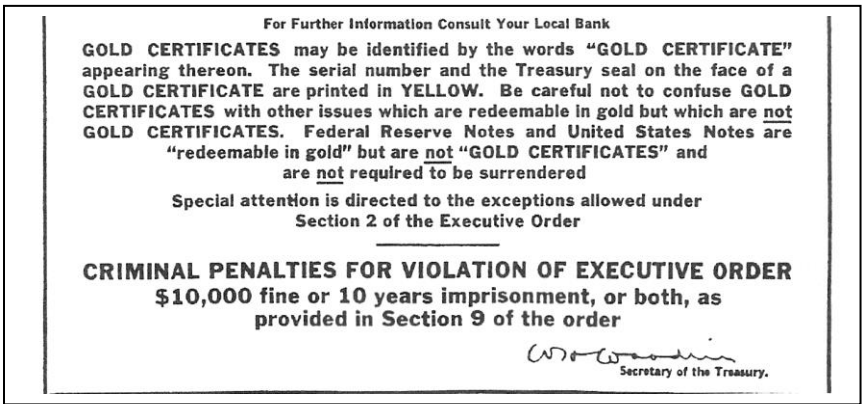 For Further Information Consult Your Local Bank
GOLD CERTIFICATES may be identified by the words “GOLD CERTIFICATE”
appearing thereon. The serial number and the Treasury seal on the face of a
GOLD CERTIFICATE are printed in YELLOW. Be careful not to confuse GOLD
CERTIFICATES with other issues which are redeemable in gold but which are not
GOLD CERTIFICATES. Federal Reserve Notes and United States Notes are
“redeemable in gold” but are not “GOLD CERTIFICATES” and
are not required to be surrendered
Special attention is directed to the exceptions allowed under
Section 2 of the Executive Order
CRIMINAL PENALTIES FOR VIOLATION OF EXECUTIVE ORDER
$10,000 fine or 10 years imprisonment, or both, as
provided in Section 9 of the order
Secretary of the Treasury.